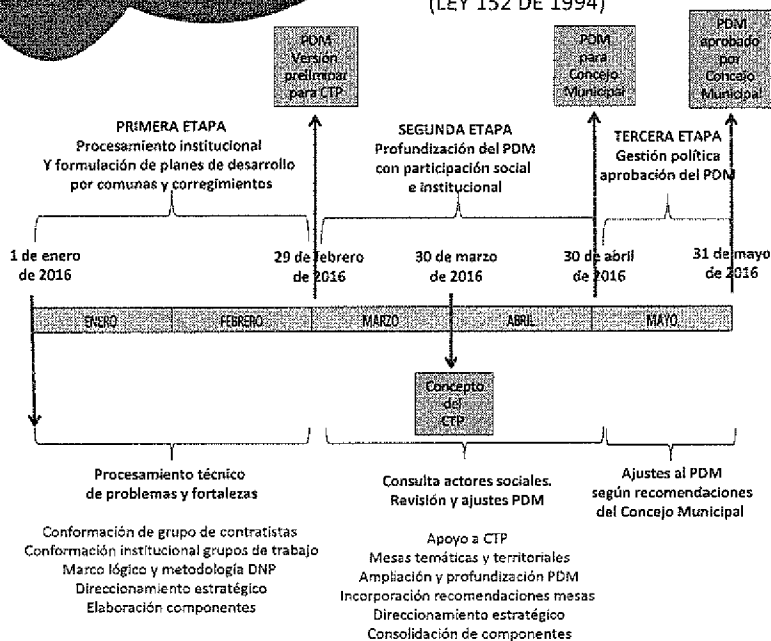 (LEY 152 DE 1994)
PDM
Versión
preliminar
para CTP
PDM
para
Concejo
Municipal
PDM
aprobado
por
Concejo
Municipal
PRIMERA ETAPA
Procesamiento institucional
Y formulación de planes de desarrollo
por comunas y corregimientos
SEGUNDA ETAPA
Profundización del PDM
con participación social
e institucional
TERCERA ETAPA
Gestión política
aprobación del PDM
1 de enero
de 2016
29 de febrero
de 2016
30 de marzo
de 2016
30 de abril
de 2016
31 de mayo
de 2016
ENERO
FEBRERO
MARZO
ABRIL
MAYO
Concepto
del
CTP
Procesamiento técnico
de problemas y fortalezas
Conformación de grupo de contratistas
Conformación institucional grupos de trabajo
Marco lógico y metodología DNP
Direccionamiento estratégico
Elaboración componentes
Consulta actores sociales.
Revisión y ajustes PDM
Apoyo a CTP
Mesas temáticas y territoriales
Ampliación y profundización PDM
Incorporación recomendaciones mesas
Direccionamiento estratégico
Consolidación de componentes
Ajustes al PDM
según recomendaciones
del Concejo Municipal